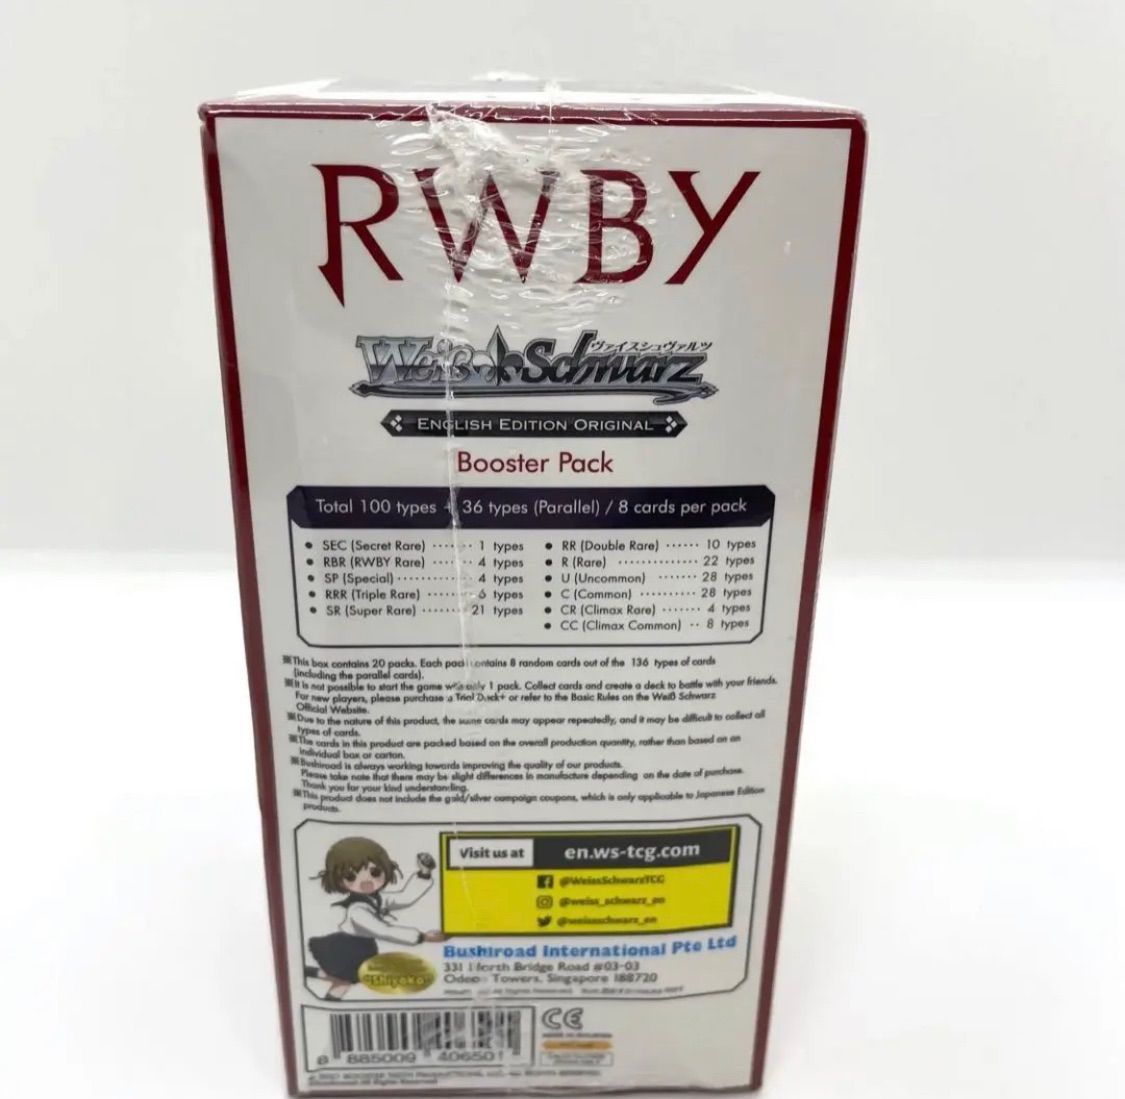 RWBY
Weiß Schwarz
ヴァイスシュヴァルツ
ENGLISH EDITION ORIGINAL
Booster Pack
Total 100 types + 36 types (Parallel) / 8 cards per pack
• SEC (Secret Rare) ······· 1 types
• RBR (RWBY Rare) ······· 4 types
• SP (Special) ············ 4 types
• RRR (Triple Rare) ······· 6 types
• SR (Super Rare) ········ 21 types
• RR (Double Rare) ······ 10 types
• R (Rare) ·············· 22 types
• U (Uncommon) ········ 28 types
• C (Common) ·········· 28 types
• CR (Climax Rare) ······· 4 types
• CC (Climax Common) ·· 8 types
※This box contains 20 packs. Each pack contains 8 random cards out of the 136 types of cards
(including the parallel cards).
※It is not possible to start the game with only 1 pack. Collect cards and create a deck to battle with your friends.
For new players, please purchase a Trial Deck+ or refer to the Basic Rules on the Weiß Schwarz
Official Website.
※Due to the nature of this product, the same cards may appear repeatedly, and it may be difficult to collect all
types of cards.
※The cards in this product are packed based on the overall production quantity, rather than based on an
individual box or carton.
※Bushiroad is always working towards improving the quality of our products.
Please take note that there may be slight differences in manufacture depending on the date of purchase.
Thank you for your kind understanding.
※This product does not include the gold/silver campaign coupons, which is only applicable to Japanese Edition
products.
Visit us at en.ws-tcg.com
@WeissSchwarzTCG
@weiss_schwarz_en
@weissschwarz_en
"Shiyoko"
Bushiroad International Pte Ltd
331 North Bridge Road #03-03
Odeon Towers, Singapore 188720
CE
8 885009 40650